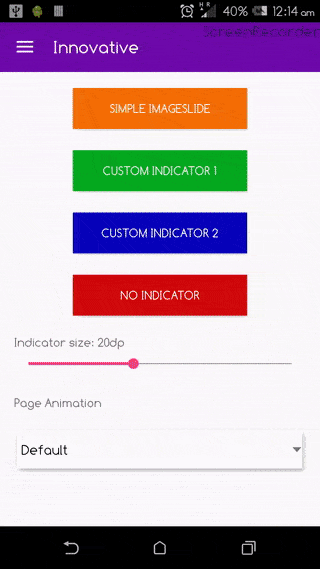 HR
40%
12:14 am
ScreenRecorder
Innovative
SIMPLE IMAGESLIDE
CUSTOM INDICATOR 1
CUSTOM INDICATOR 2
NO INDICATOR
Indicator size: 20dp
Page Animation
Default